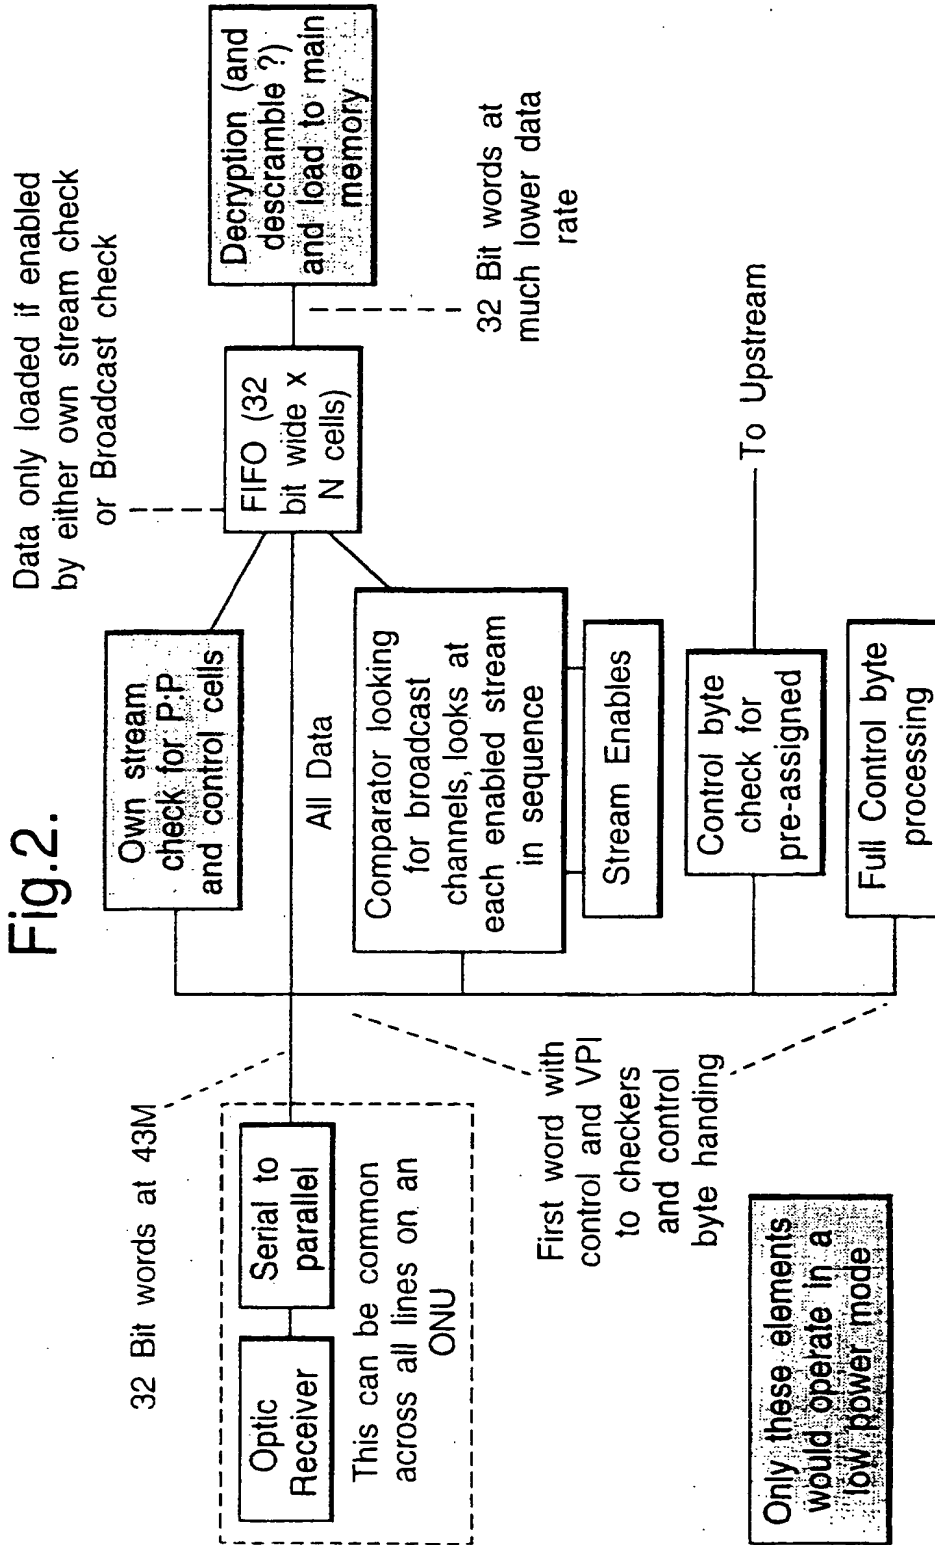 Fig.2.
32 Bit words at 43M
Optic
Receiver
Serial to
parallel
This can be common
across all lines on an
ONU
First word with
control and VPI
to checkers
and control
byte handing
Only these elements
would operate in a
low power mode
Own stream
check for P·P
and control cells
All Data
Comparator looking
for broadcast
channels, looks at
each enabled stream
in sequence
Stream Enables
Control byte
check for
pre-assigned
Full Control byte
processing
To Upstream
Data only loaded if enabled
by either own stream check
or Broadcast check
FIFO (32
bit wide x
N cells)
32 Bit words at
much lower data
rate
Decryption (and
descramble ?)
and load to main
memory